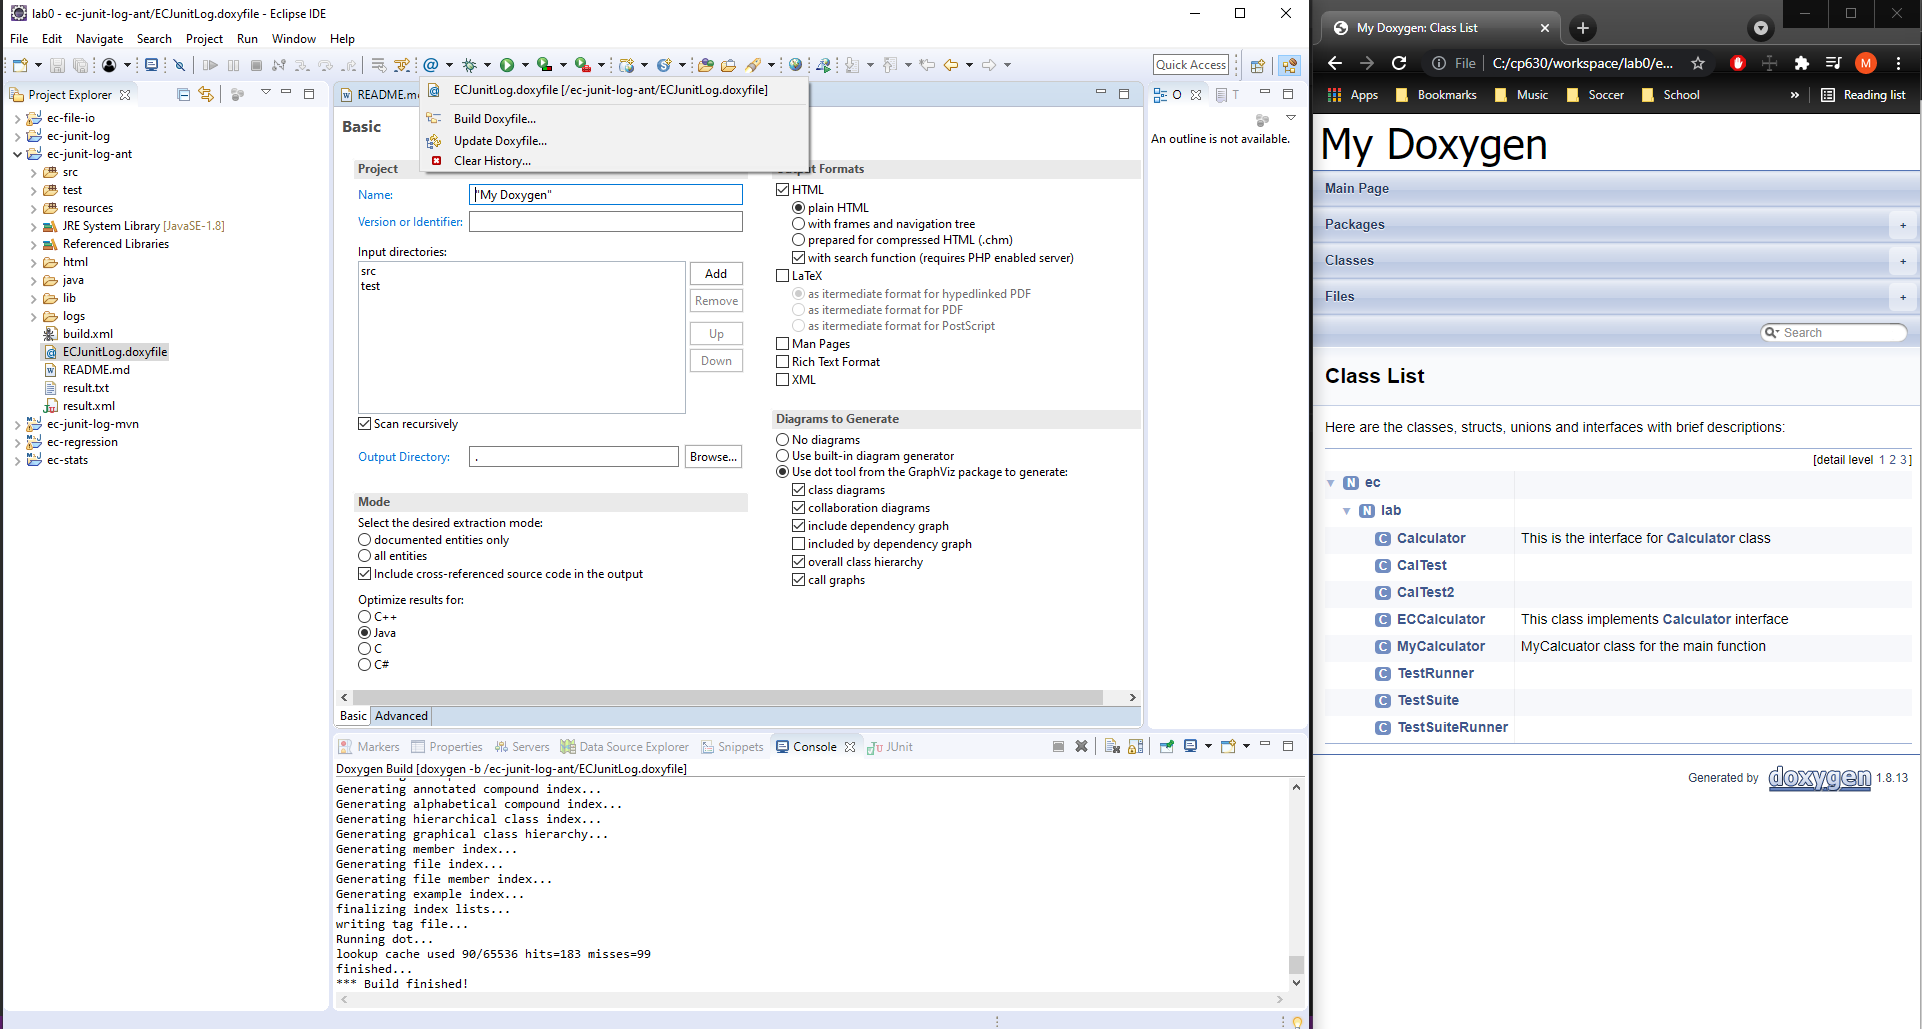 lab0 - ec-junit-log-ant/ECJunitLog.doxyfile - Eclipse IDE
File Edit Navigate Search Project Run Window Help
Quick Access
Project Explorer
ec-file-io
ec-junit-log
ec-junit-log-ant
src
test
resources
JRE System Library [JavaSE-1.8]
Referenced Libraries
html
java
lib
logs
build.xml
ECJunitLog.doxyfile
README.md
result.txt
result.xml
ec-junit-log-mvn
ec-regression
ec-stats
README.m
ECJunitLog.doxyfile [/ec-junit-log-ant/ECJunitLog.doxyfile]
Build Doxyfile...
Update Doxyfile...
Clear History...
Basic
Project
Name: "My Doxygen"
Version or Identifier:
Input directories:
src
test
Add
Remove
Up
Down
Scan recursively
Output Directory: . Browse...
Mode
Select the desired extraction mode:
documented entities only
all entities
Include cross-referenced source code in the output
Optimize results for:
C++
Java
C
C#
Formats
HTML
plain HTML
with frames and navigation tree
prepared for compressed HTML (.chm)
with search function (requires PHP enabled server)
LaTeX
as itermediate format for hypedlinked PDF
as itermediate format for PDF
as itermediate format for PostScript
Man Pages
Rich Text Format
XML
Diagrams to Generate
No diagrams
Use built-in diagram generator
Use dot tool from the GraphViz package to generate:
class diagrams
collaboration diagrams
include dependency graph
included by dependency graph
overall class hierarchy
call graphs
Basic Advanced
O T
An outline is not available.
Markers Properties Servers Data Source Explorer Snippets Console JUnit
Doxygen Build [doxygen -b /ec-junit-log-ant/ECJunitLog.doxyfile]
Generating annotated compound index...
Generating alphabetical compound index...
Generating hierarchical class index...
Generating graphical class hierarchy...
Generating member index...
Generating file index...
Generating file member index...
Generating example index...
finalizing index lists...
writing tag file...
Running dot...
lookup cache used 90/65536 hits=183 misses=99
finished...
*** Build finished!
My Doxygen: Class List
File C:/cp630/workspace/lab0/e... M
Apps Bookmarks Music Soccer School » Reading list
My Doxygen
Main Page
Packages +
Classes +
Files +
Search
Class List
Here are the classes, structs, unions and interfaces with brief descriptions:
[detail level 1 2 3]
N ec
N lab
C Calculator This is the interface for Calculator class
C CalTest
C CalTest2
C ECCalculator This class implements Calculator interface
C MyCalculator MyCalcuator class for the main function
C TestRunner
C TestSuite
C TestSuiteRunner
Generated by doxygen 1.8.13